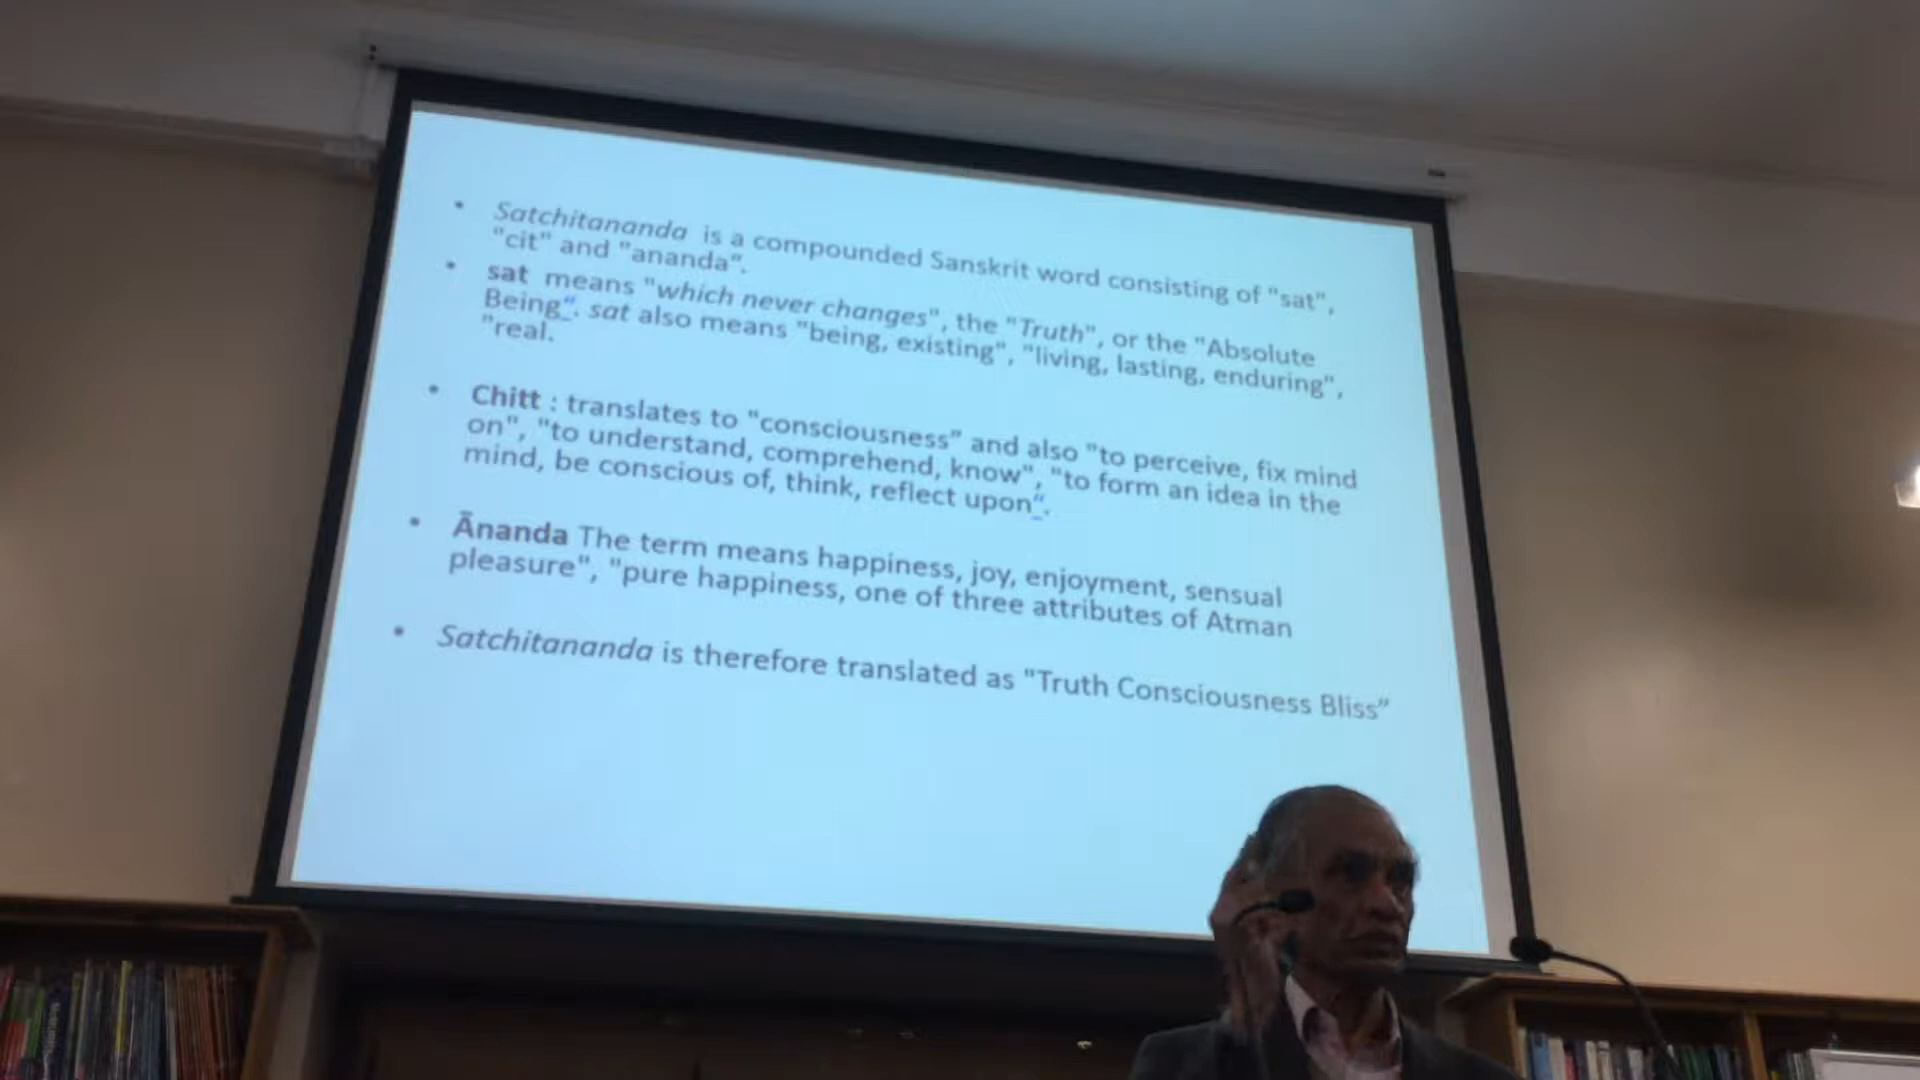 • Satchitananda is a compounded Sanskrit word consisting of "sat",
"cit" and "ananda".
• sat means "which never changes", the "Truth", or the "Absolute
Being". sat also means "being, existing", "living, lasting, enduring",
"real.
• Chitt : translates to "consciousness" and also "to perceive, fix mind
on", "to understand, comprehend, know", "to form an idea in the
mind, be conscious of, think, reflect upon".
• Ānanda The term means happiness, joy, enjoyment, sensual
pleasure", "pure happiness, one of three attributes of Atman
• Satchitananda is therefore translated as "Truth Consciousness Bliss”